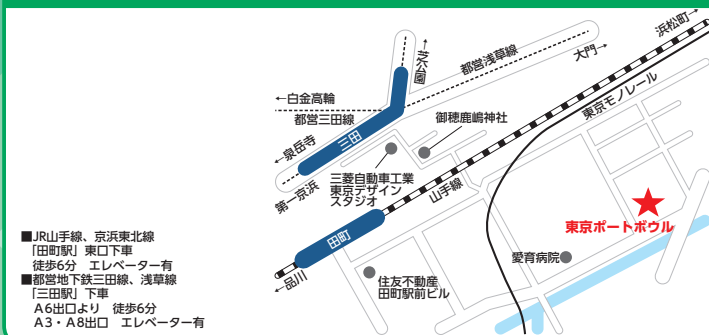 浜松町→
←芝公園
都営浅草線
大門→
←白金高輪
都営三田線
東京モノレール
御穂鹿嶋神社
←泉岳寺
三田
三菱自動車工業
東京デザイン
スタジオ
山手線
第一京浜
東京ポートボウル
田町
愛育病院
←品川
住友不動産
田町駅前ビル
■JR山手線、京浜東北線
「田町駅」東口下車
徒歩6分　エレベーター有
■都営地下鉄三田線、浅草線
「三田駅」下車
A6出口より　徒歩6分
A3・A8出口　エレベーター有